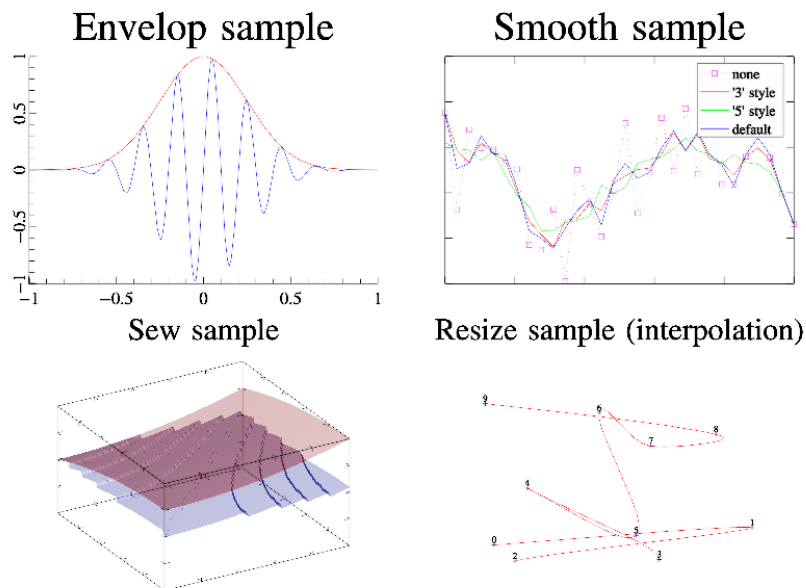 Envelop sample
Smooth sample
1
0.5
0
−0.5
−1
−1 −0.5 0 0.5 1
none
'3' style
'5' style
default
Sew sample
Resize sample (interpolation)
9
6
8
7
4
5
1
0
2
3